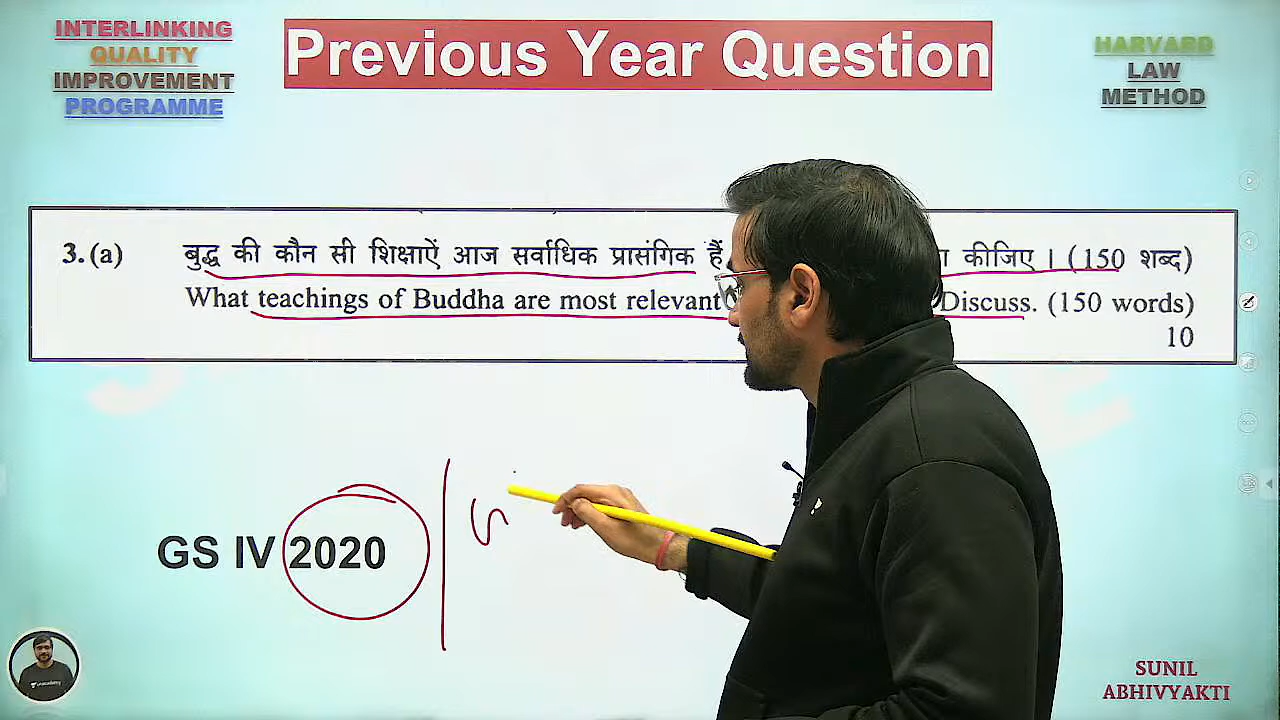 INTERLINKING
QUALITY
IMPROVEMENT
PROGRAMME
Previous Year Question
HARVARD
LAW
METHOD
3.(a) बुद्ध की कौन सी शिक्षाऐं आज सर्वाधिक प्रासंगिक हैं कीजिए । (150 शब्द)
What teachings of Buddha are most relevant Discuss. (150 words)
10
GS IV 2020
SUNIL
ABHIVYAKTI